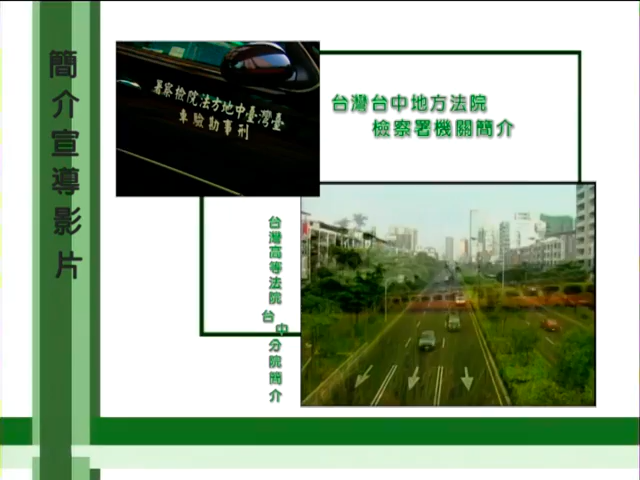 簡介宣導影片
署察檢院法方地中臺灣臺
車驗勘事刑
台灣台中地方法院
檢察署機關簡介
台灣高等法院
台中分院簡介